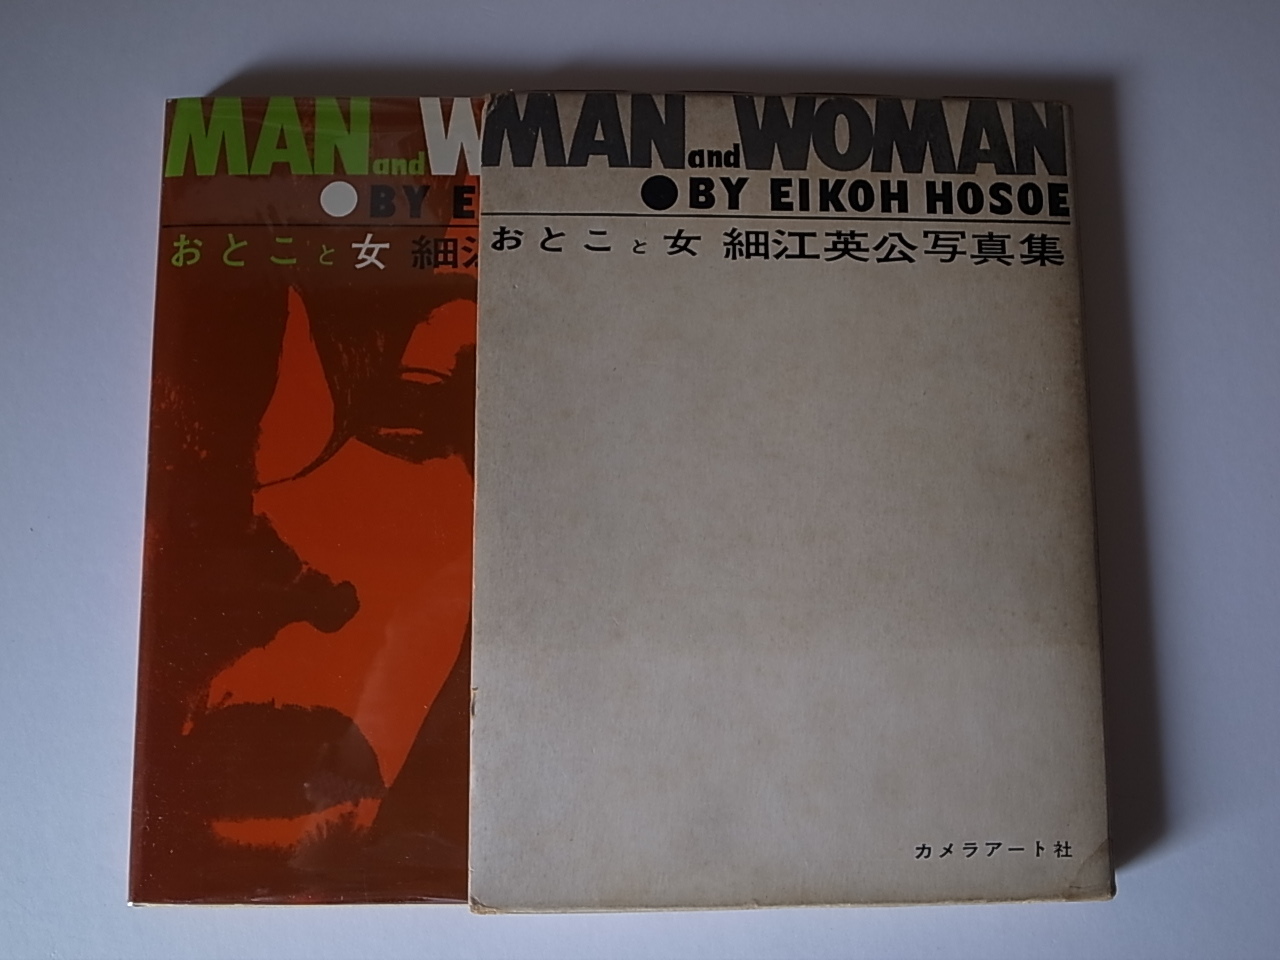 MAN and W
● BY E
おとこと女 細江
MAN and WOMAN
● BY EIKOH HOSOE
おとこと女 細江英公写真集
カメラアート社